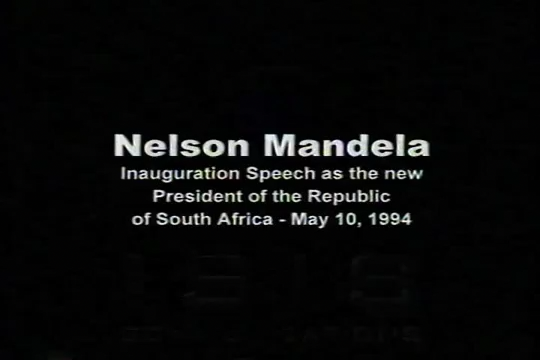 Nelson Mandela
Inauguration Speech as the new
President of the Republic
of South Africa - May 10, 1994